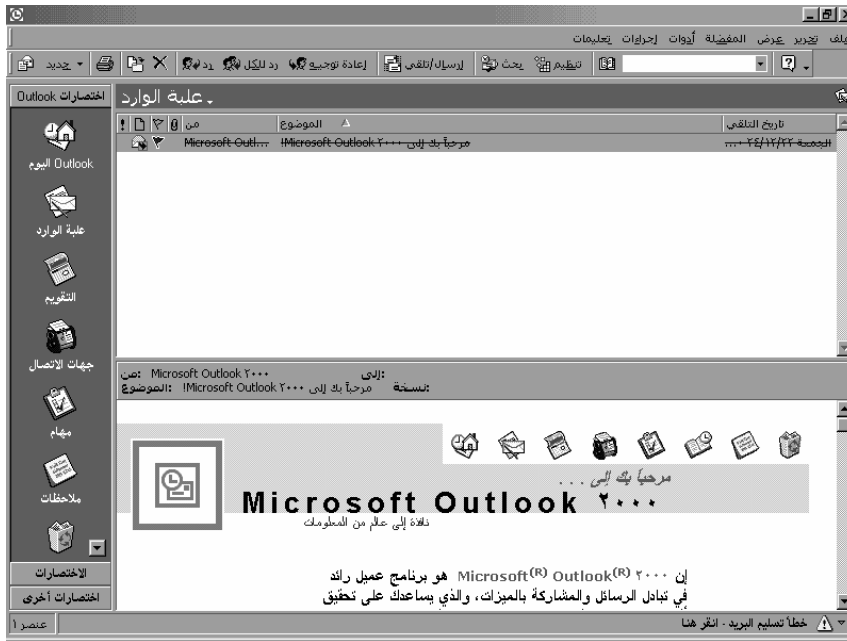 ملف تحرير عرض المفضلة أدوات إجراءات تعليمات
جديد رد رد للكل إعادة توجيه إرسال/تلقي بحث تنظيم
اختصارات Outlook
علبة الوارد
من الموضوع تاريخ التلقي
Microsoft Outl... مرحباً بك إلى Microsoft Outlook ٢٠٠٠! الجمعة ٢٤/١٢/٢٢ ...
Outlook اليوم
علبة الوارد
التقويم
جهات الاتصال
مهام
ملاحظات
الاختصارات
اختصارات أخرى
من: Microsoft Outlook ٢٠٠٠ إلى:
الموضوع: مرحباً بك إلى Microsoft Outlook ٢٠٠٠! نسخة:
مرحباً بك إلى . . .
Microsoft Outlook ٢٠٠٠
نافذة إلى عالم من المعلومات
إن Microsoft(R) Outlook(R) ٢٠٠٠ هو برنامج عميل رائد
في تبادل الرسائل والمشاركة بالميزات، والذي يساعدك على تحقيق
عنصر ١ خطأ تسليم البريد - انقر هنا